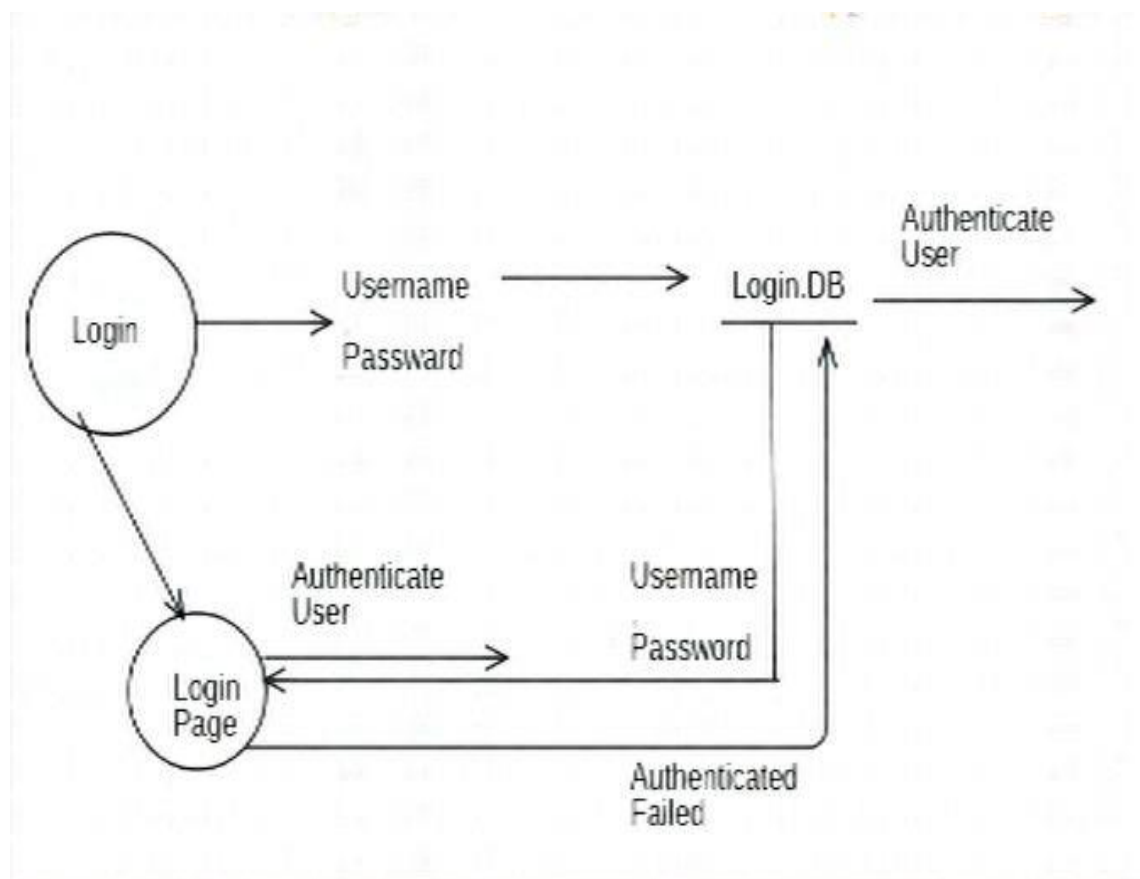 Authenticate
User
Username
Login.DB
Login
Passward
Authenticate
User
Username
Password
Login
Page
Authenticated
Failed